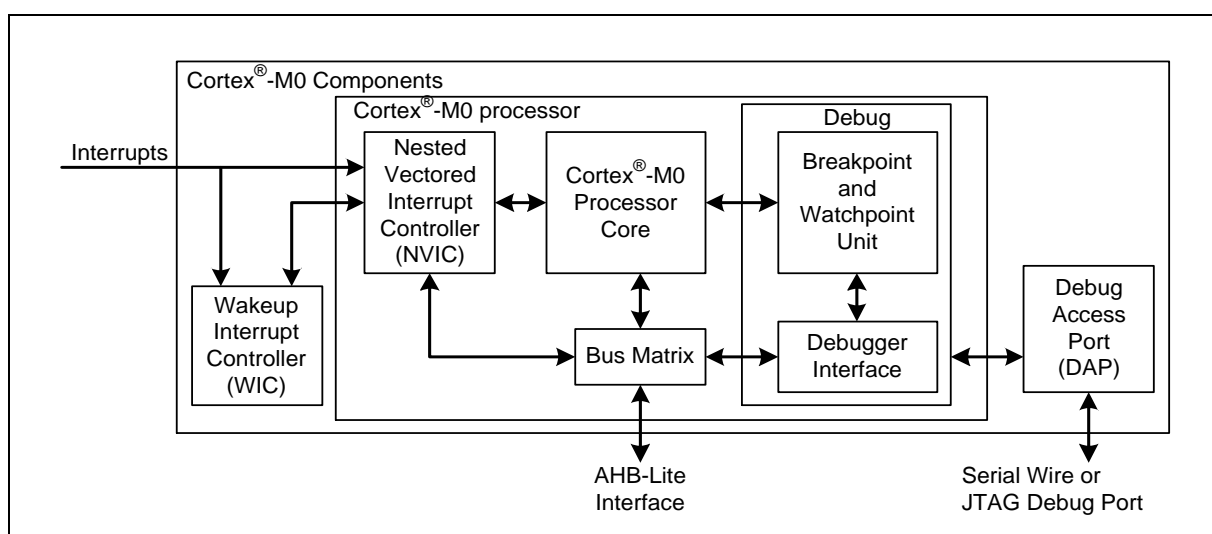 Cortex®-M0 Components
Cortex®-M0 processor
Debug
Interrupts
Nested
Vectored
Interrupt
Controller
(NVIC)
Cortex®-M0
Processor
Core
Breakpoint
and
Watchpoint
Unit
Wakeup
Interrupt
Controller
(WIC)
Bus Matrix
Debugger
Interface
Debug
Access
Port
(DAP)
AHB-Lite
Interface
Serial Wire or
JTAG Debug Port